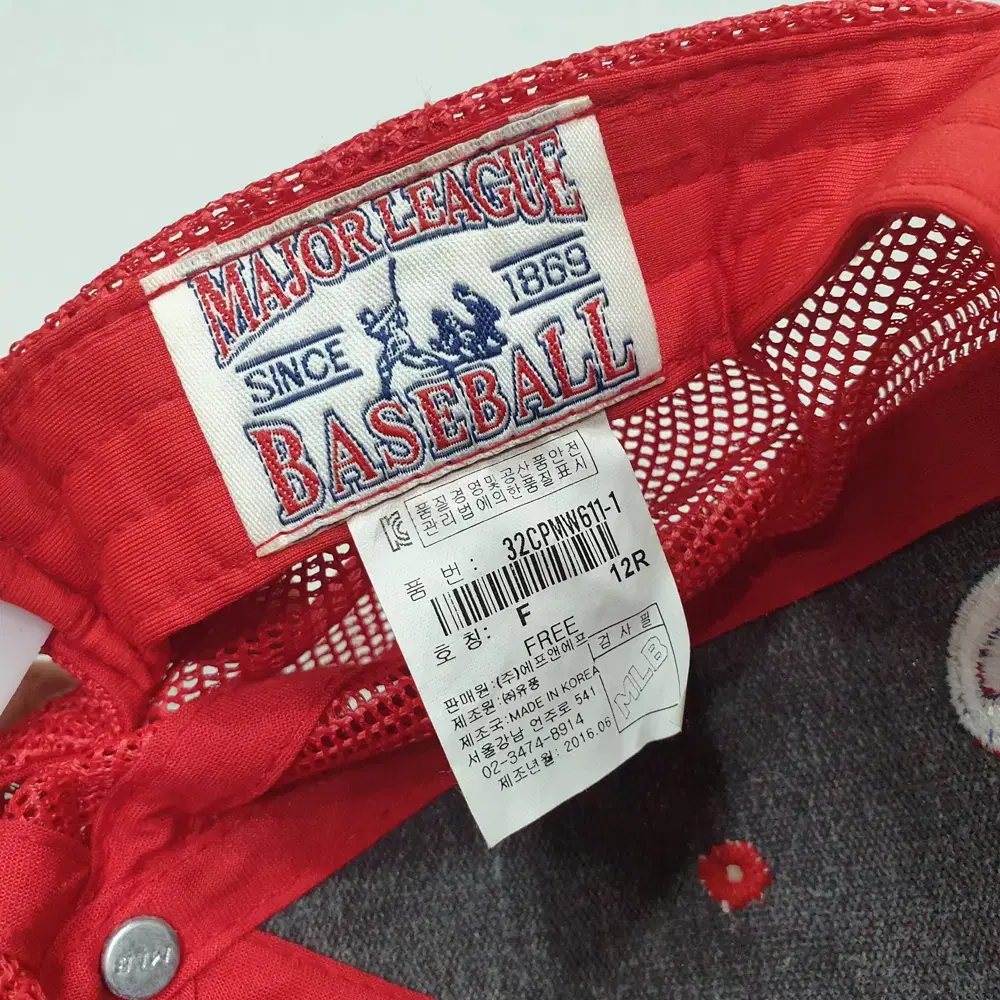 MAJOR LEAGUE
SINCE 1869
BASEBALL
품질경영및공산품안전
관리법에의한품질표시
품 번: 32CPMW611-1
12R
호 칭: F
FREE
검사필
MLB
판매원:(주)에프앤에프
제조원:㈜유풍
제조국:MADE IN KOREA
서울강남 언주로 541
02-3474-8914
제조년월: 2016.06
MLB